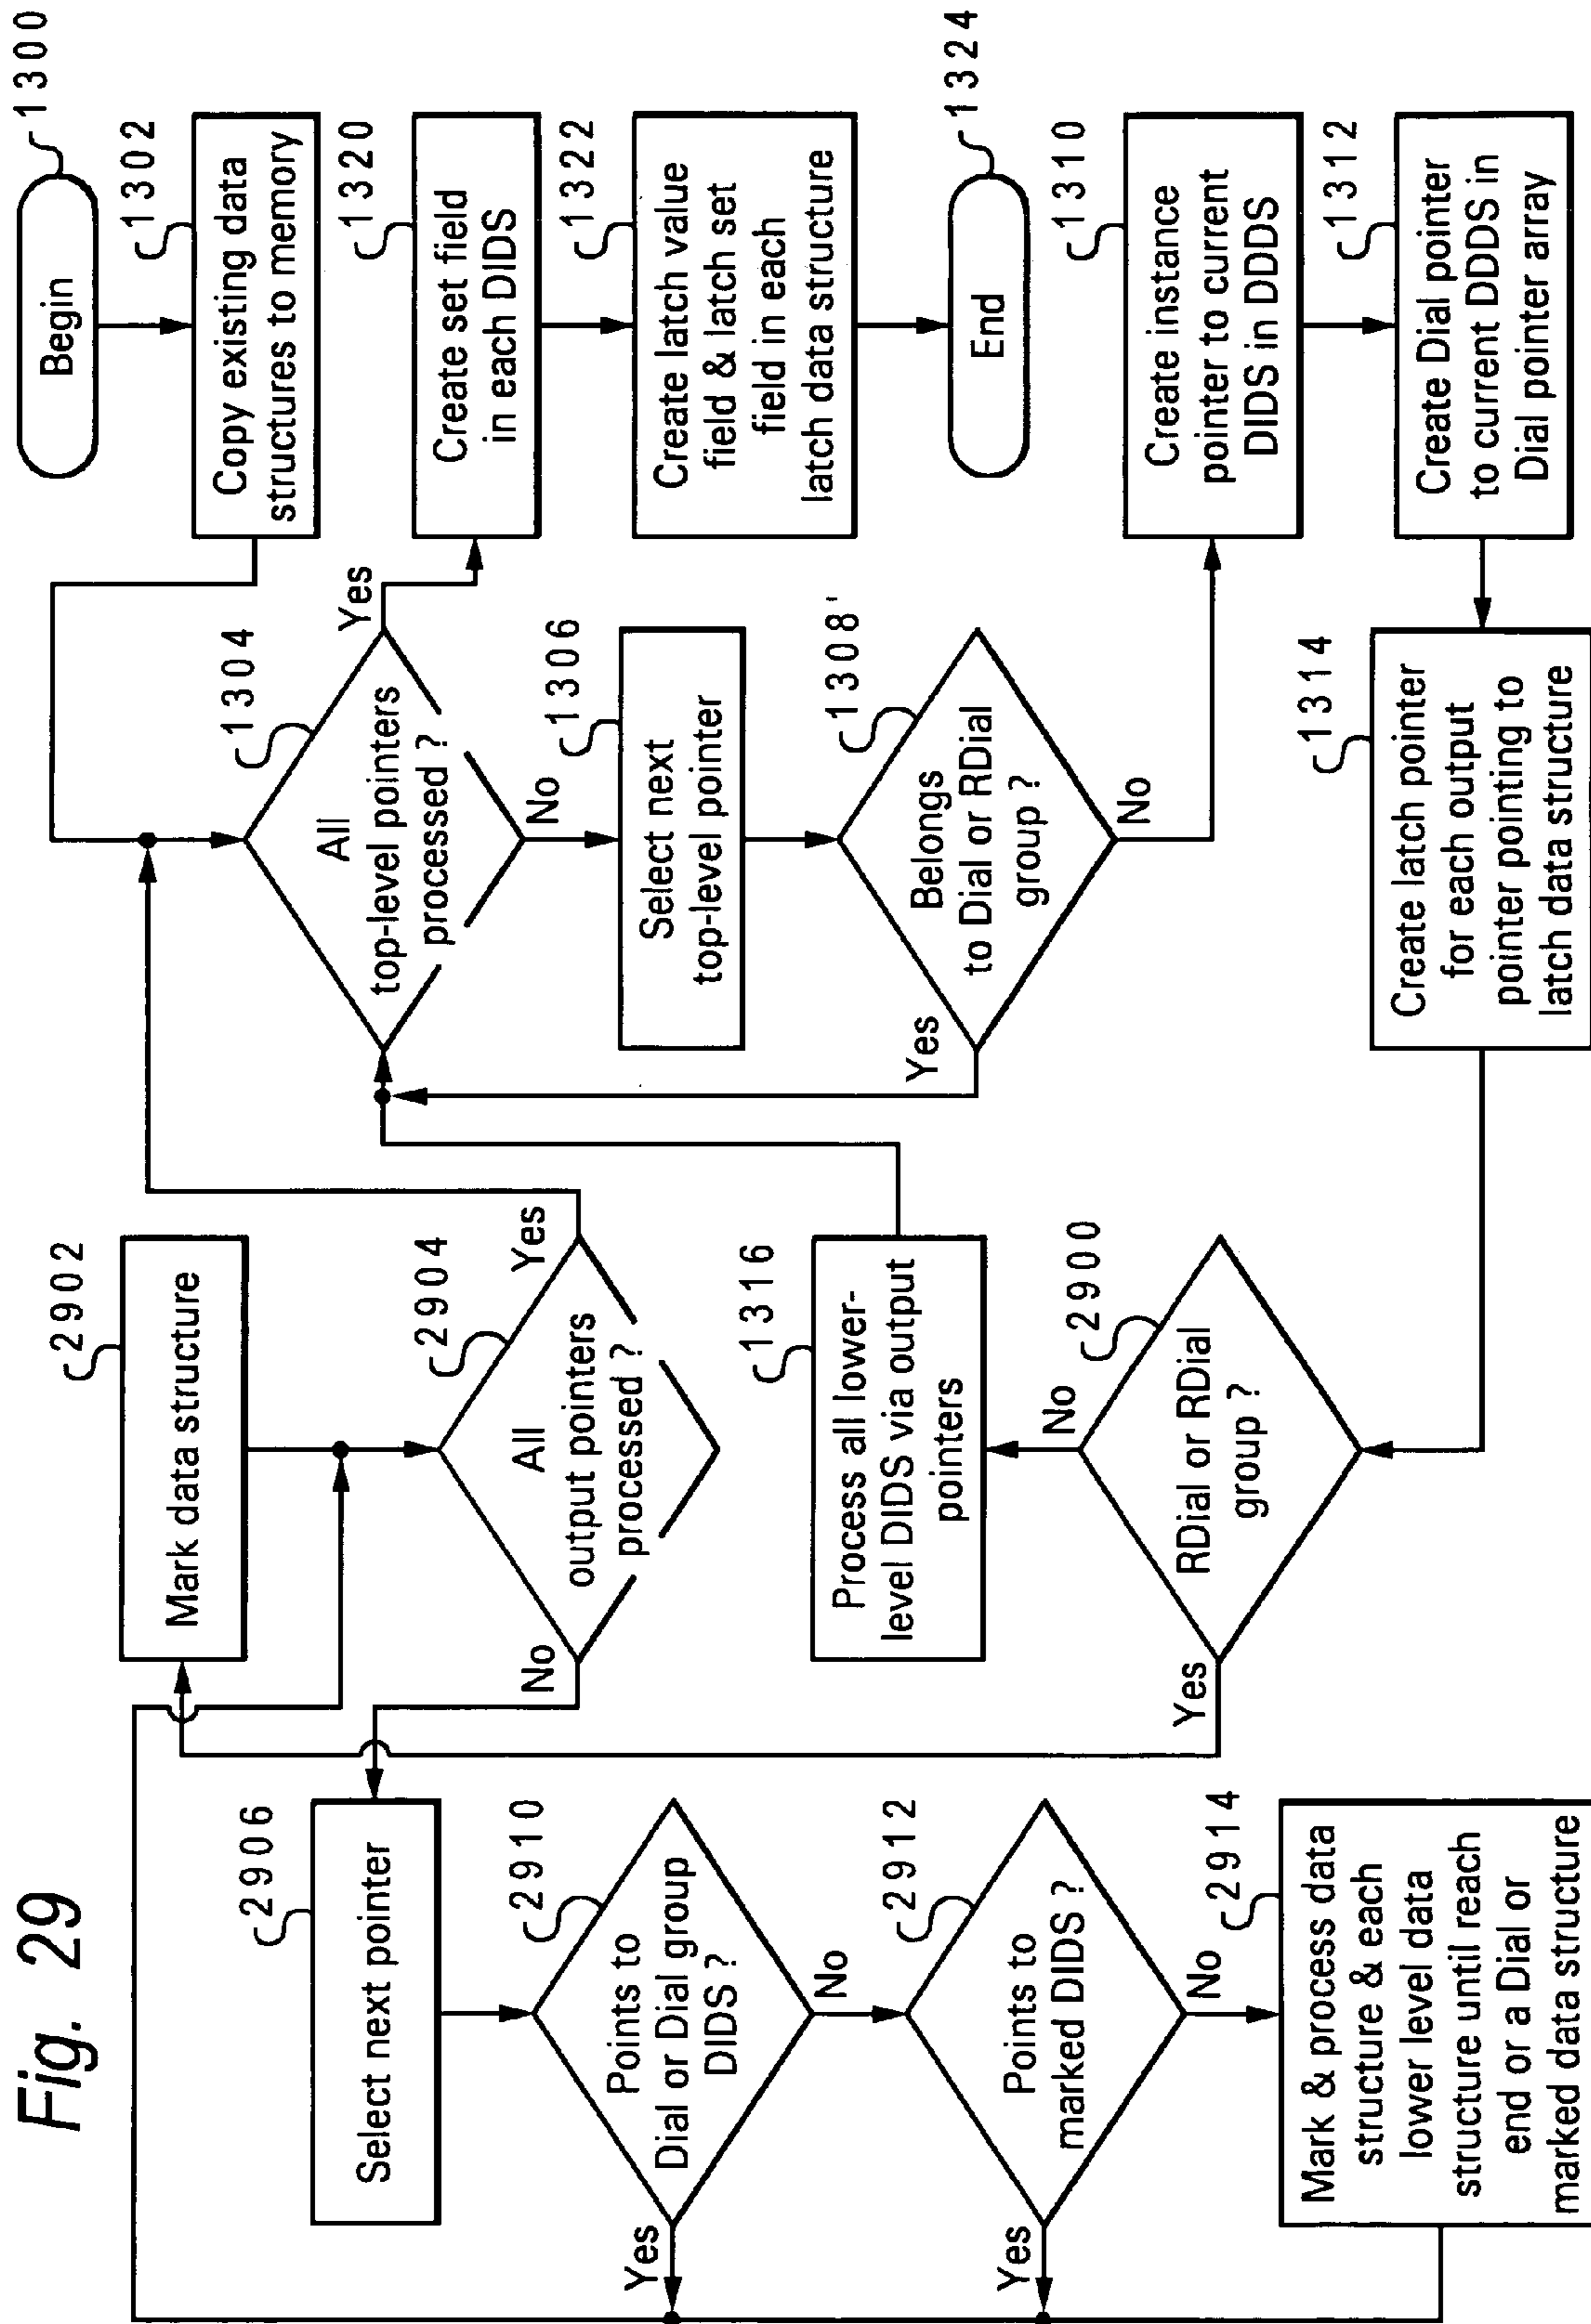 Fig. 29
Begin
1300
1302
Copy existing data
structures to memory
1304
All
top-level pointers
processed ?
Yes
No
1320
Create set field
in each DIDS
1322
Create latch value
field & latch set
field in each
latch data structure
End
1324
1306
Select next
top-level pointer
1308'
Belongs
to Dial or RDial
group ?
Yes
No
1310
Create instance
pointer to current
DIDS in DDDS
1312
Create Dial pointer
to current DDDS in
Dial pointer array
1314
Create latch pointer
for each output
pointer pointing to
latch data structure
2900
RDial or RDial
group ?
No
Yes
1316
Process all lower-
level DIDS via output
pointers
2902
Mark data structure
2904
All
output pointers
processed ?
Yes
No
2906
Select next pointer
2910
Points to
Dial or Dial group
DIDS ?
Yes
No
2912
Points to
marked DIDS ?
Yes
No
2914
Mark & process data
structure & each
lower level data
structure until reach
end or a Dial or
marked data structure